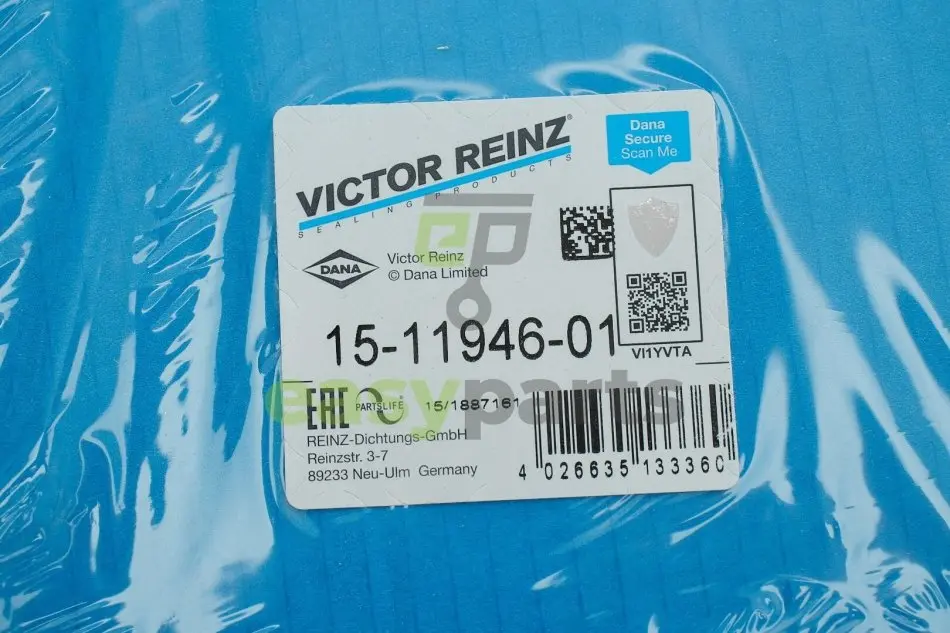 VICTOR REINZ®
SEALING PRODUCTS
Dana
Secure
Scan Me
DANA
Victor Reinz
© Dana Limited
15-11946-01
VI1YVTA
EAC PARTSLIFE 15/1887161
easyparts
REINZ-Dichtungs-GmbH
Reinzstr. 3-7
89233 Neu-Ulm Germany
4 026635 133360